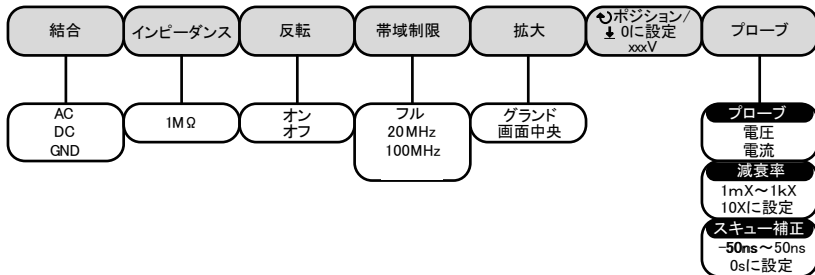 結合
インピーダンス
反転
帯域制限
拡大
ポジション/
0に設定
xxxV
プローブ
AC
DC
GND
1MΩ
オン
オフ
フル
20MHz
100MHz
グランド
画面中央
プローブ
電圧
電流
減衰率
1mX～1kX
10Xに設定
スキュー補正
-50ns～50ns
0sに設定